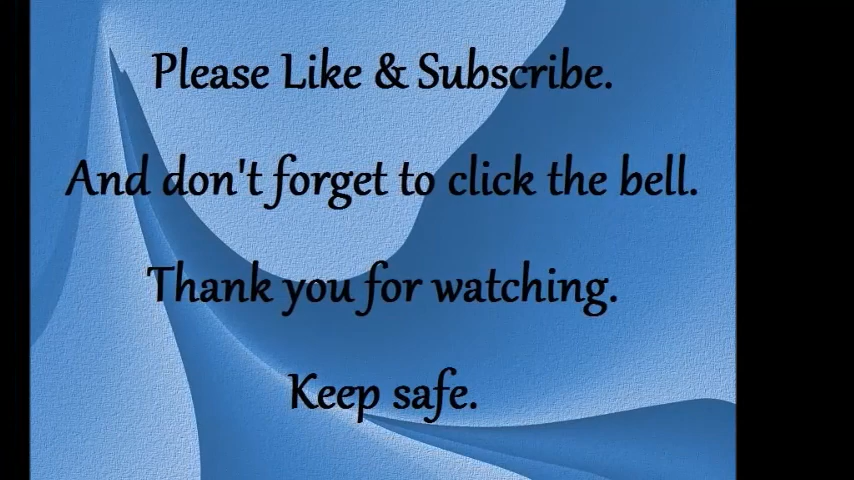 Please Like & Subscribe.
And don't forget to click the bell.
Thank you for watching.
Keep safe.